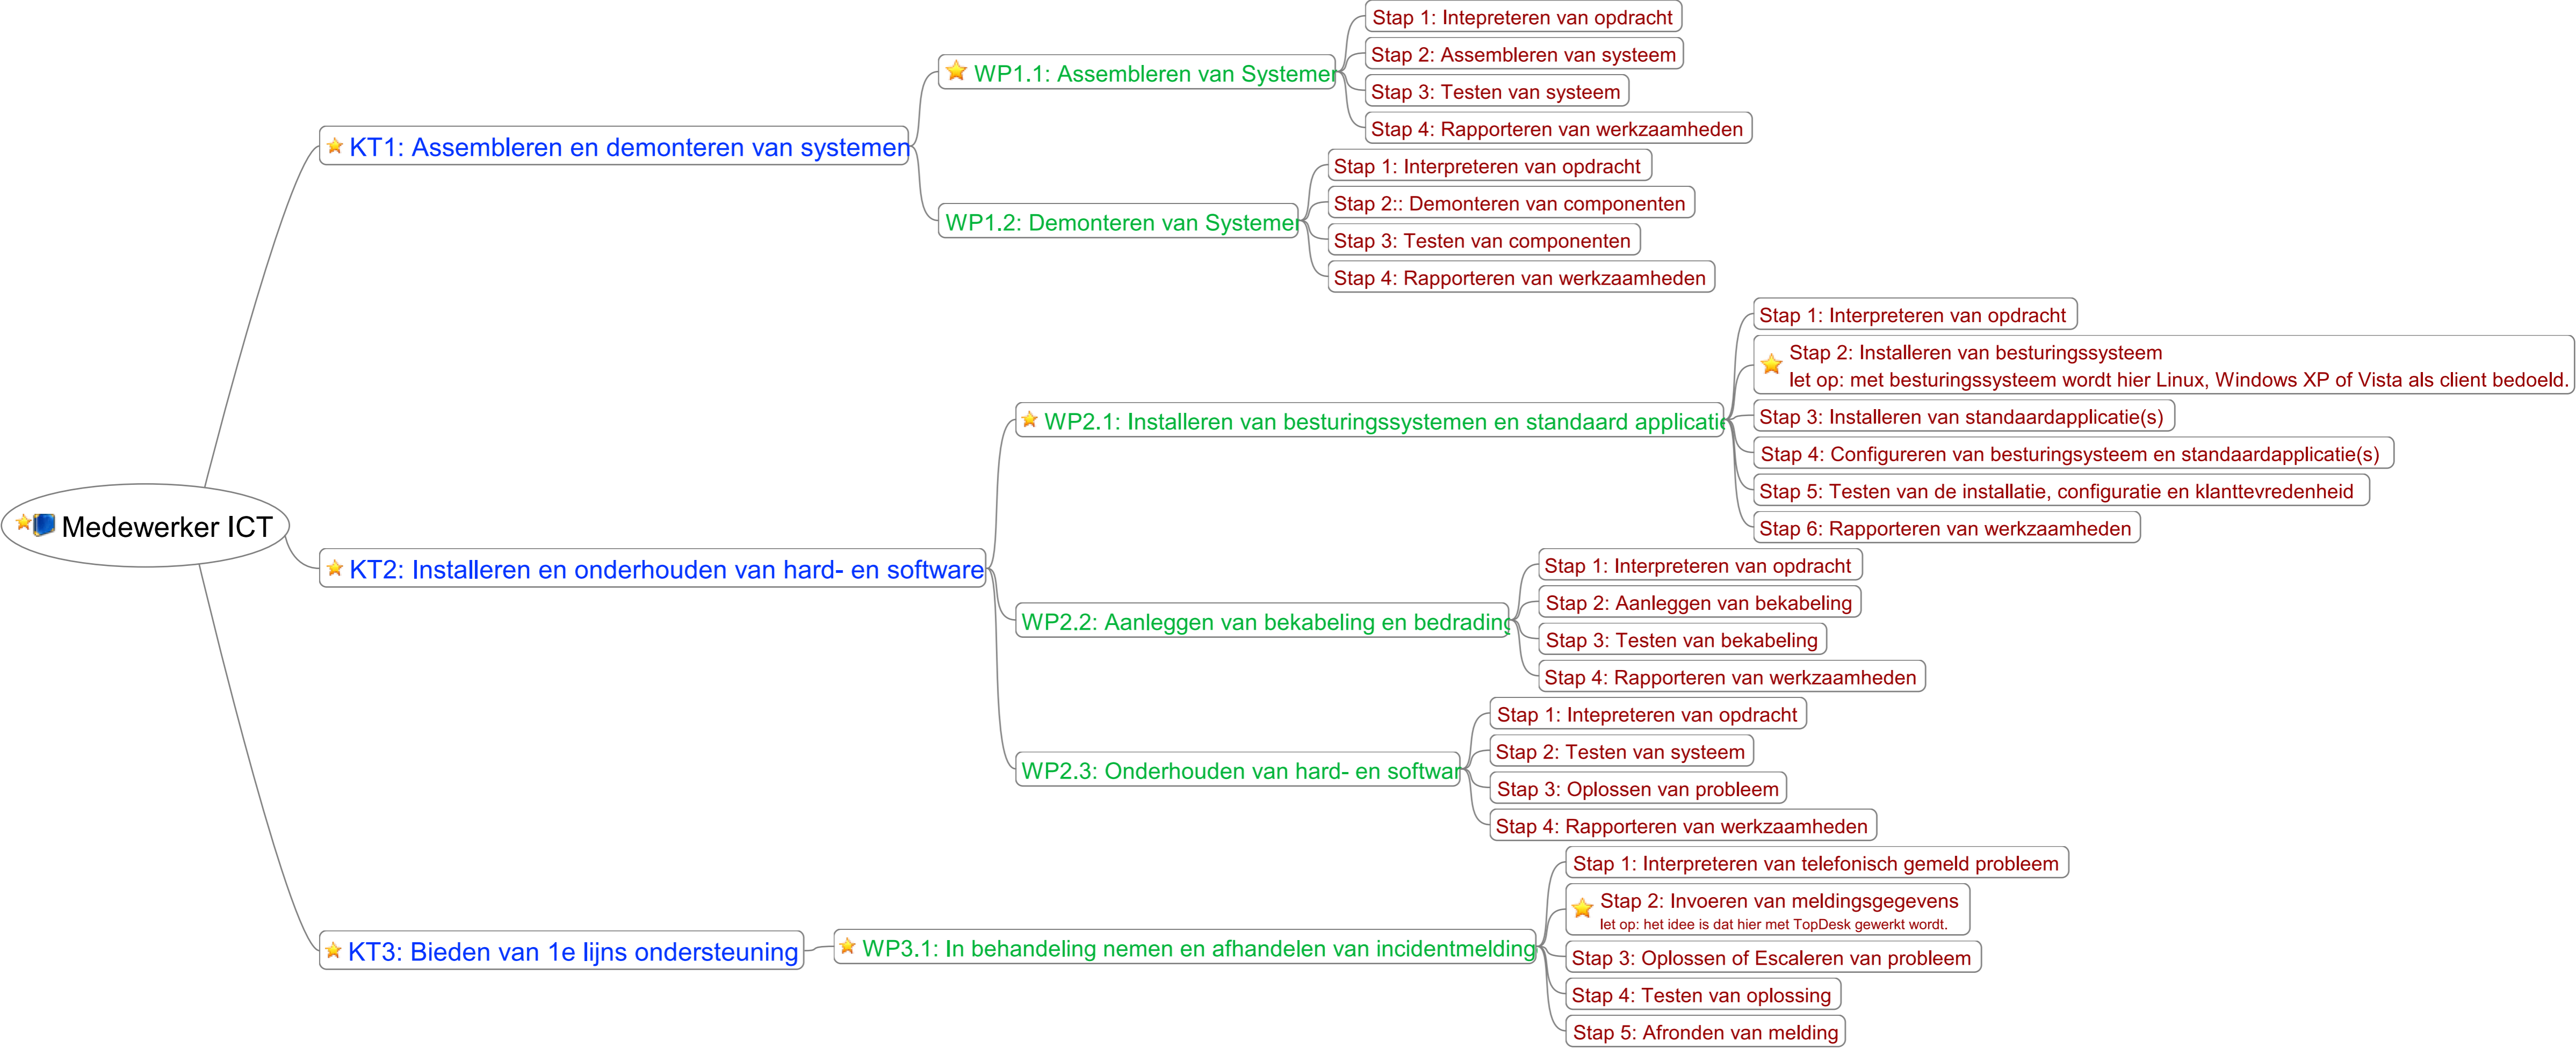 Medewerker ICT
KT1: Assembleren en demonteren van systemen
WP1.1: Assembleren van Systemen
Stap 1: Intepreteren van opdracht
Stap 2: Assembleren van systeem
Stap 3: Testen van systeem
Stap 4: Rapporteren van werkzaamheden
WP1.2: Demonteren van Systemen
Stap 1: Interpreteren van opdracht
Stap 2:: Demonteren van componenten
Stap 3: Testen van componenten
Stap 4: Rapporteren van werkzaamheden
KT2: Installeren en onderhouden van hard- en software
WP2.1: Installeren van besturingssystemen en standaard applicatie
Stap 1: Interpreteren van opdracht
Stap 2: Installeren van besturingssysteem
let op: met besturingssysteem wordt hier Linux, Windows XP of Vista als client bedoeld.
Stap 3: Installeren van standaardapplicatie(s)
Stap 4: Configureren van besturingsysteem en standaardapplicatie(s)
Stap 5: Testen van de installatie, configuratie en klanttevredenheid
Stap 6: Rapporteren van werkzaamheden
WP2.2: Aanleggen van bekabeling en bedrading
Stap 1: Interpreteren van opdracht
Stap 2: Aanleggen van bekabeling
Stap 3: Testen van bekabeling
Stap 4: Rapporteren van werkzaamheden
WP2.3: Onderhouden van hard- en softwar
Stap 1: Intepreteren van opdracht
Stap 2: Testen van systeem
Stap 3: Oplossen van probleem
Stap 4: Rapporteren van werkzaamheden
KT3: Bieden van 1e lijns ondersteuning
WP3.1: In behandeling nemen en afhandelen van incidentmelding
Stap 1: Interpreteren van telefonisch gemeld probleem
Stap 2: Invoeren van meldingsgegevens
let op: het idee is dat hier met TopDesk gewerkt wordt.
Stap 3: Oplossen of Escaleren van probleem
Stap 4: Testen van oplossing
Stap 5: Afronden van melding